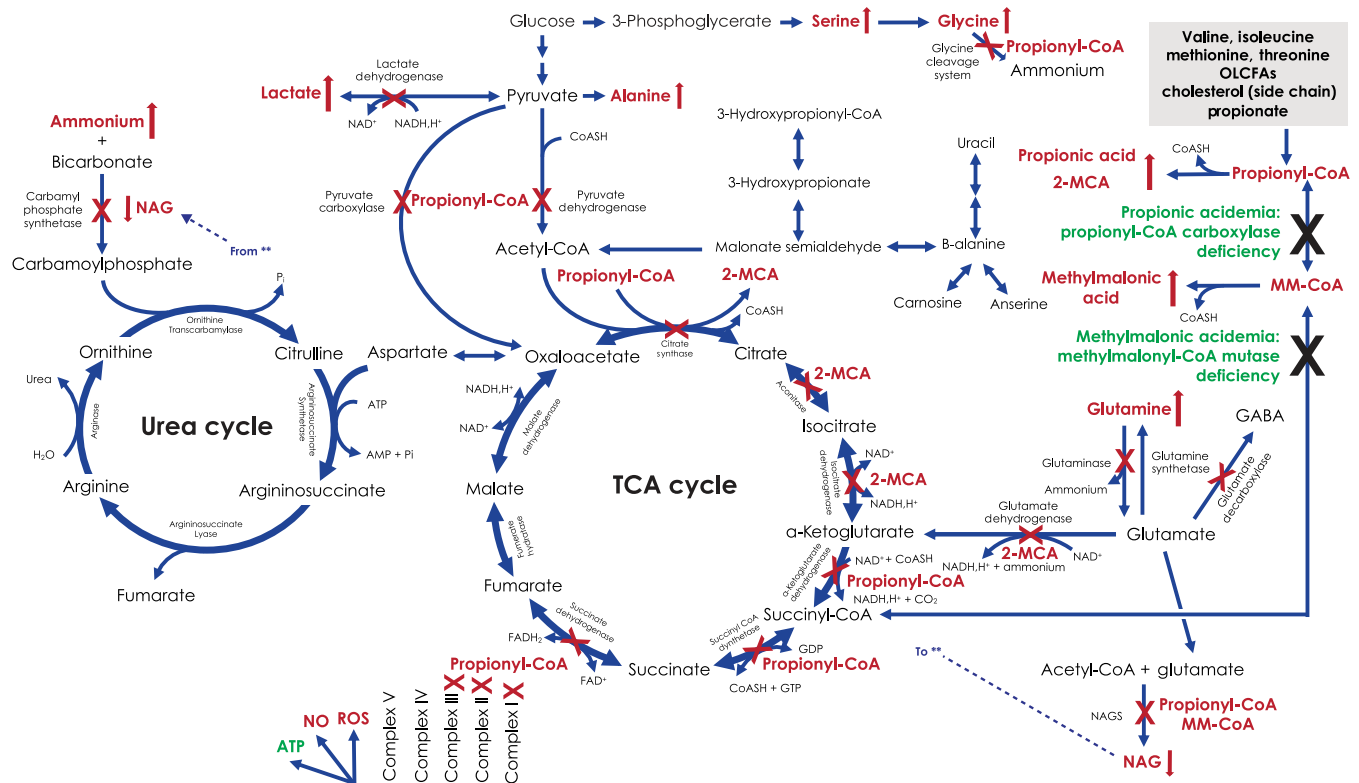 Glucose
3-Phosphoglycerate
Serine
Glycine
Glycine
cleavage
system
Propionyl-CoA
Ammonium
Valine, isoleucine
methionine, threonine
OLCFAs
cholesterol (side chain)
propionate
Lactate
dehydrogenase
Lactate
NAD⁺
NADH,H⁺
Pyruvate
Alanine
CoASH
Ammonium
+
Bicarbonate
Carbamyl
phosphate
synthetase
NAG
From **
Carbamoylphosphate
Pyruvate
carboxylase
Propionyl-CoA
Pyruvate
dehydrogenase
Acetyl-CoA
3-Hydroxypropionyl-CoA
3-Hydroxypropionate
Malonate semialdehyde
Uracil
B-alanine
Carnosine
Anserine
CoASH
Propionic acid
2-MCA
Propionyl-CoA
Propionic acidemia:
propionyl-CoA carboxylase
deficiency
Methylmalonic
acid
MM-CoA
CoASH
Methylmalonic acidemia:
methylmalonyl-CoA mutase
deficiency
Pi
Ornithine
Transcarbamylase
Ornithine
Citrulline
Aspartate
Urea
Arginase
H₂O
Urea cycle
Argininosuccinate
Synthetase
ATP
AMP + Pi
Arginine
Argininosuccinate
Argininosuccinate
Lyase
Fumarate
Propionyl-CoA
2-MCA
CoASH
Citrate
synthase
Oxaloacetate
Citrate
NADH,H⁺
NAD⁺
Malate
dehydrogenase
2-MCA
Aconitase
Isocitrate
TCA cycle
Isocitrate
dehydrogenase
NAD⁺
2-MCA
NADH,H⁺
Malate
Fumerate
hydratase
Fumarate
α-Ketoglutarate
α-Ketoglutarate
dehydrogenase
NAD⁺ + CoASH
Propionyl-CoA
NADH,H⁺ + CO₂
Succinyl-CoA
Succinate
dehydrogenase
FADH₂
Propionyl-CoA
FAD⁺
Succinate
Succinyl CoA
dynthetase
GDP
Propionyl-CoA
CoASH + GTP
Glutamine
GABA
Glutaminase
Glutamine
synthetase
Ammonium
Glutamate
decarboxylase
Glutamate
dehydrogenase
2-MCA
NADH,H⁺ + ammonium
NAD⁺
Glutamate
To **
Acetyl-CoA + glutamate
NAGS
Propionyl-CoA
MM-CoA
NAG
ATP
NO
ROS
Complex V
Complex IV
Complex III
Complex II
Complex I